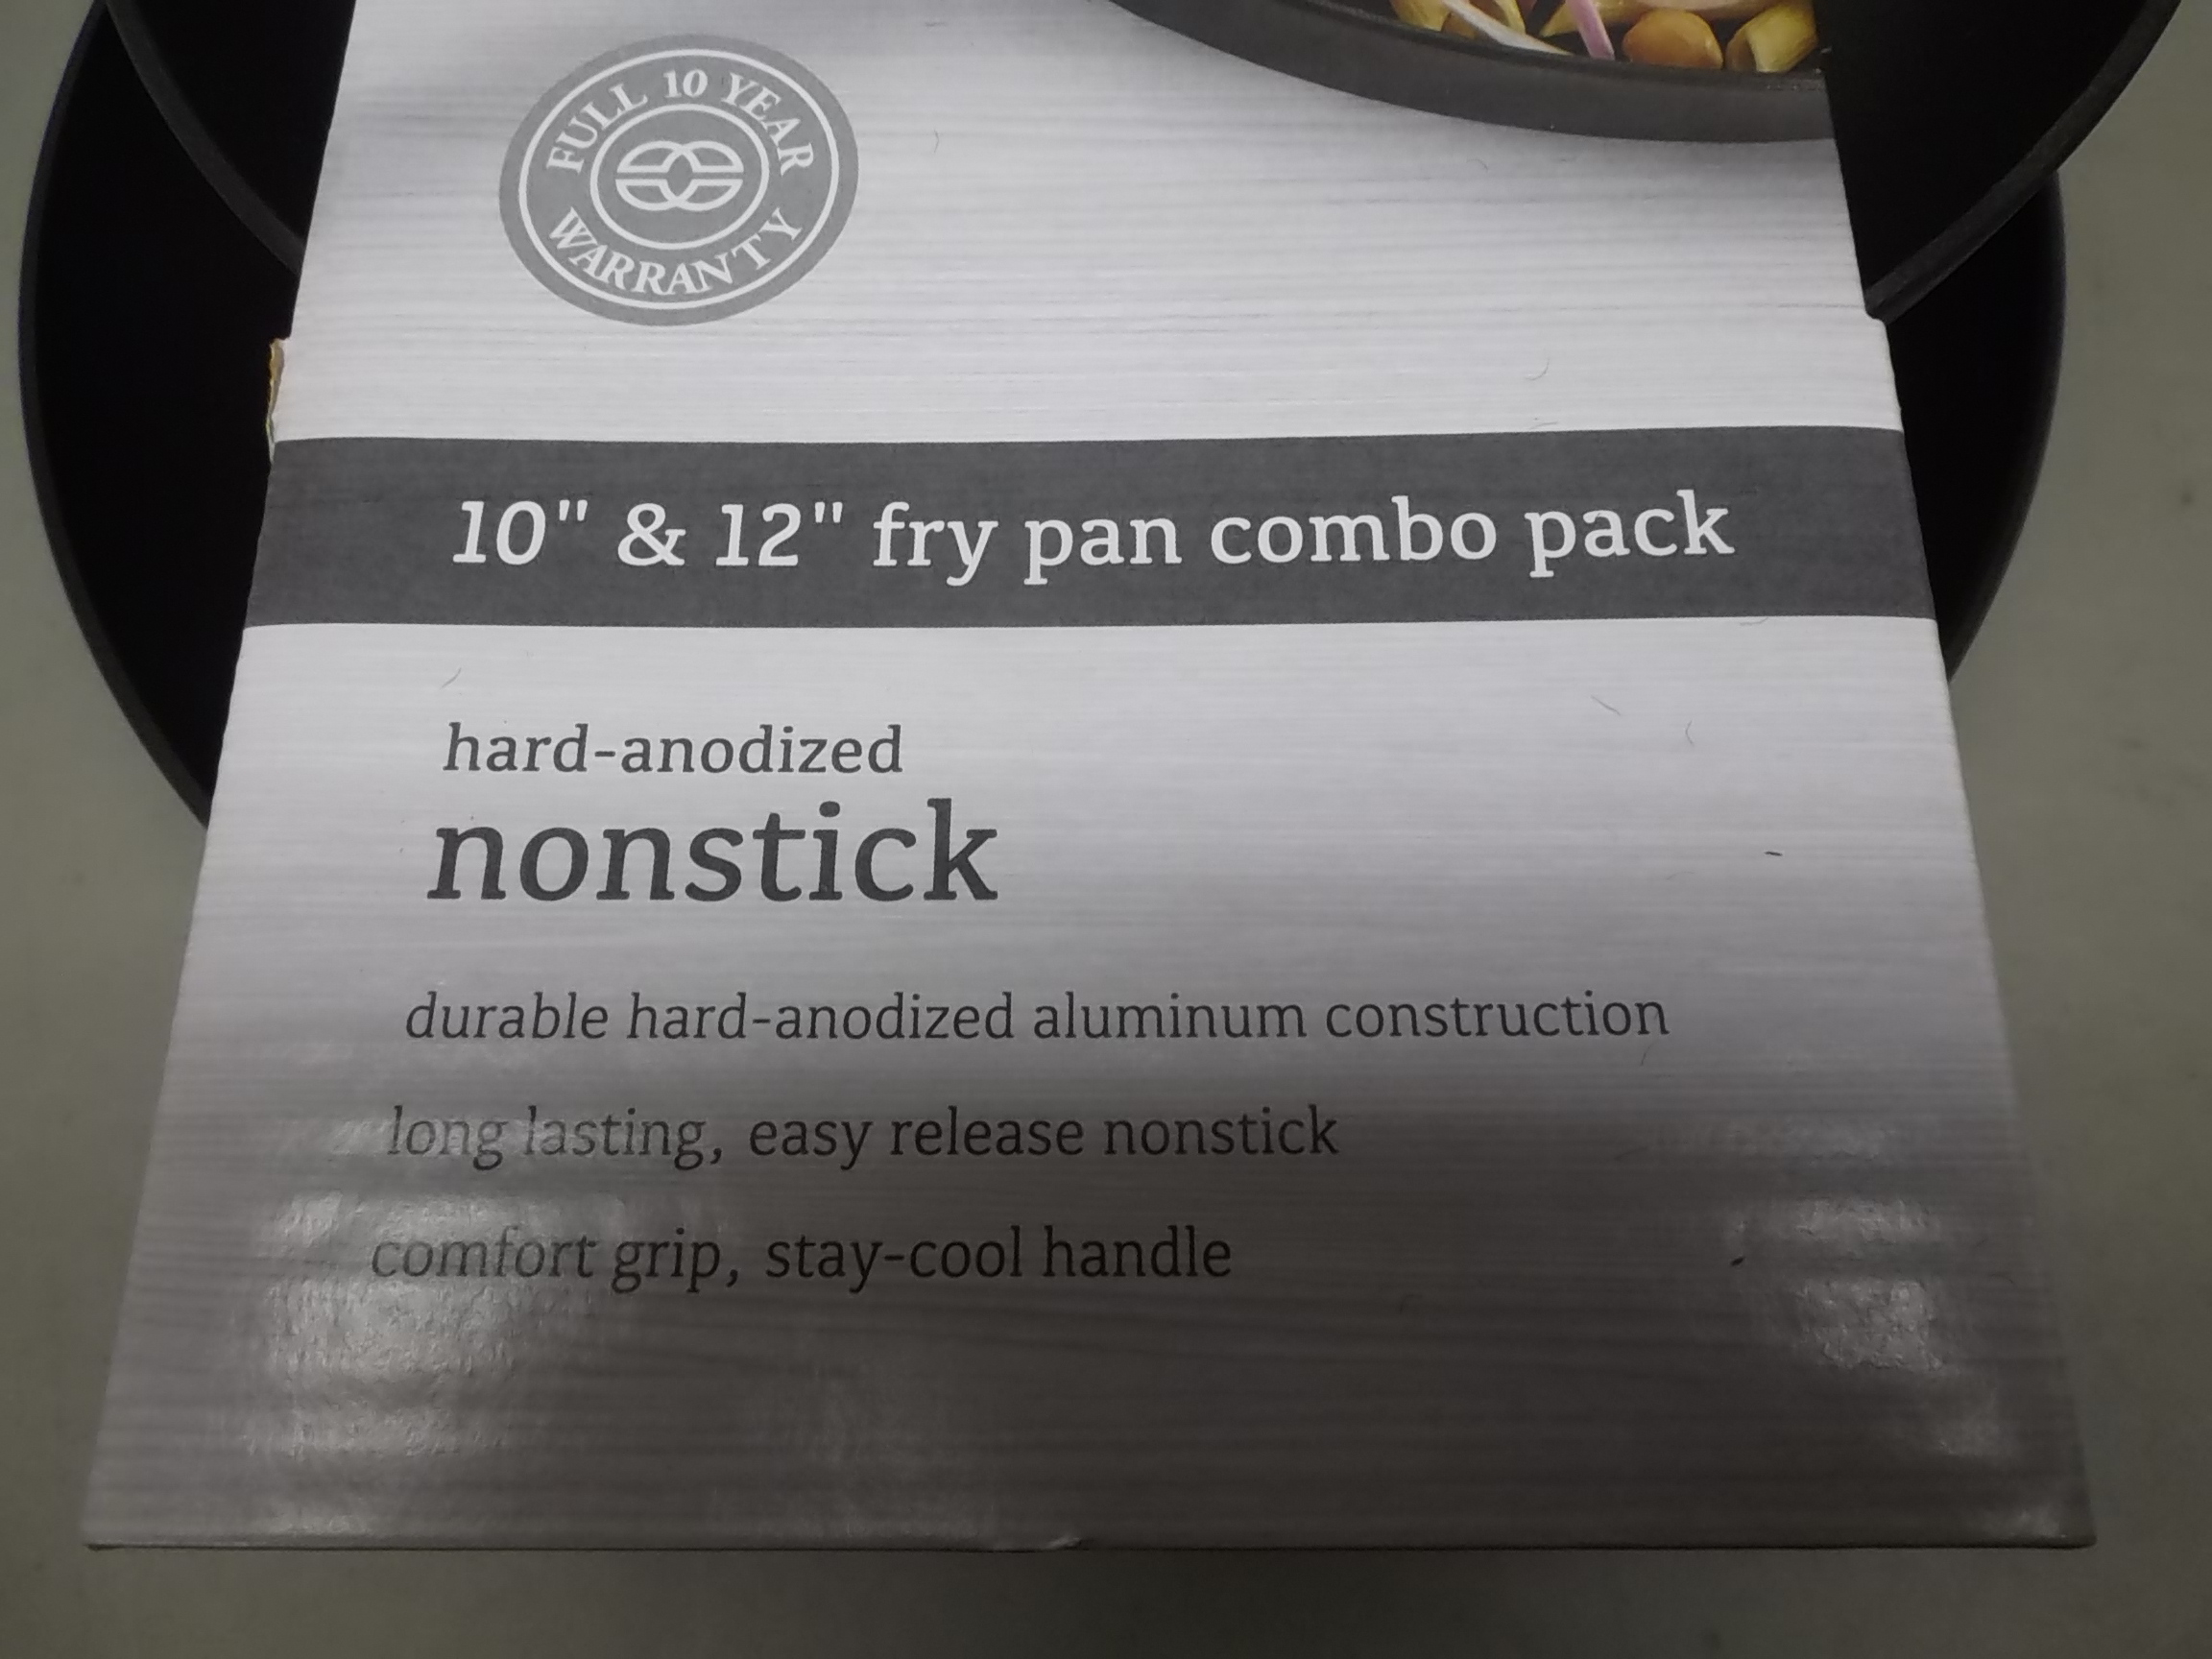 FULL 10 YEAR
WARRANTY
10" & 12" fry pan combo pack
hard-anodized
nonstick
durable hard-anodized aluminum construction
long lasting, easy release nonstick
comfort grip, stay-cool handle